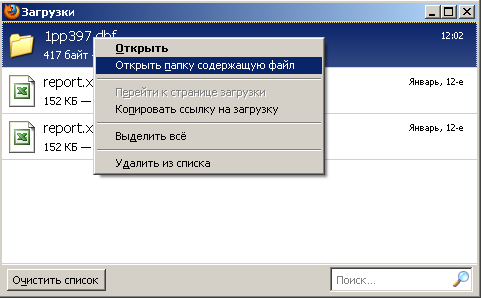 Загрузки
1pp397.dbf
12:02
417 байт —
Открыть
Открыть папку содержащую файл
Перейти к странице загрузки
Копировать ссылку на загрузку
Выделить всё
Удалить из списка
report.x
Январь, 12-е
152 КБ —
report.x
Январь, 12-е
152 КБ —
Очистить список
Поиск...